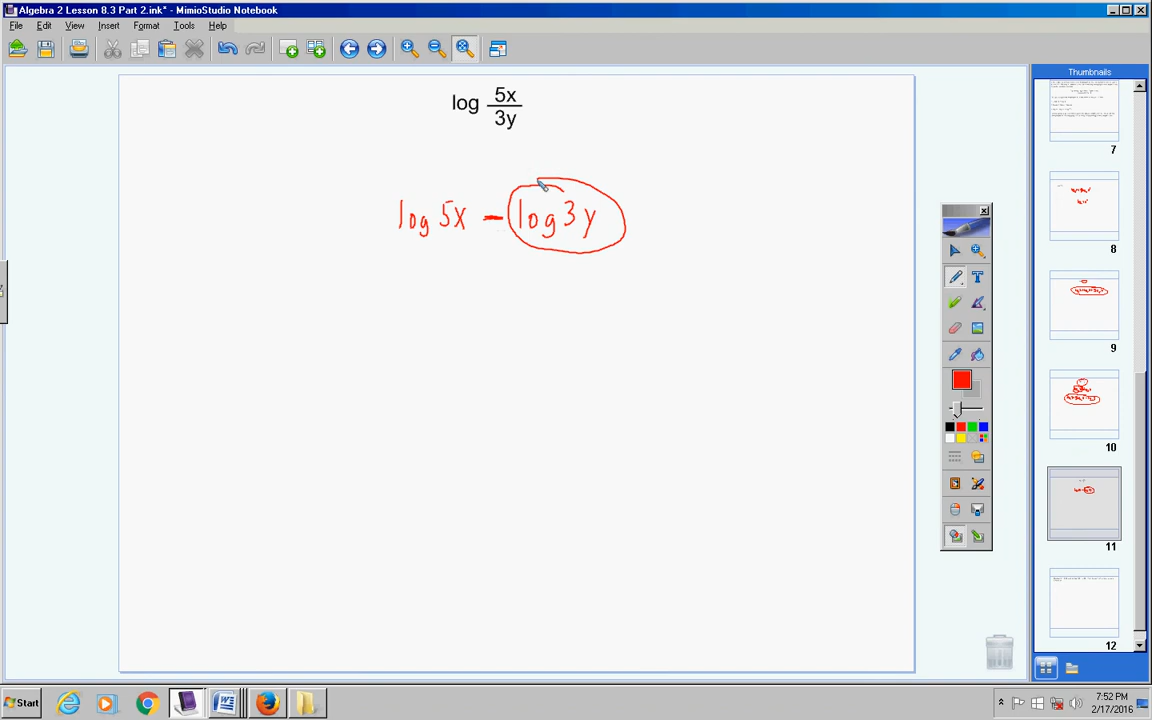 Algebra 2 Lesson 8.3 Part 2.ink* - MimioStudio Notebook
File Edit View Insert Format Tools Help
Thumbnails
log 5x/3y
log 5x - log 3y
7
8
9
10
11
12
Start
7:52 PM
2/17/2016